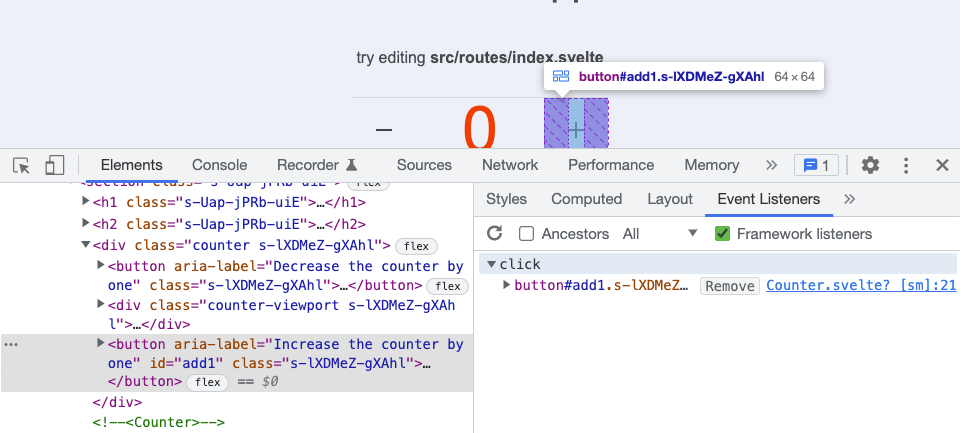 try editing src/routes/index.svelte
button#add1.s-lXDMeZ-gXAhl 64 × 64
0
Elements Console Recorder Sources Network Performance Memory 1
<section class="s-Uap-jPRb-uiE"> flex
<h1 class="s-Uap-jPRb-uiE">…</h1>
<h2 class="s-Uap-jPRb-uiE">…</h2>
<div class="counter s-lXDMeZ-gXAhl"> flex
<button aria-label="Decrease the counter by
one" class="s-lXDMeZ-gXAhl">…</button> flex
<div class="counter-viewport s-lXDMeZ-gXAh
l">…</div>
<button aria-label="Increase the counter by
one" id="add1" class="s-lXDMeZ-gXAhl">…
</button> flex == $0
</div>
<!--<Counter>-->
Styles Computed Layout Event Listeners
Ancestors All Framework listeners
click
button#add1.s-lXDMeZ… Remove Counter.svelte? [sm]:21